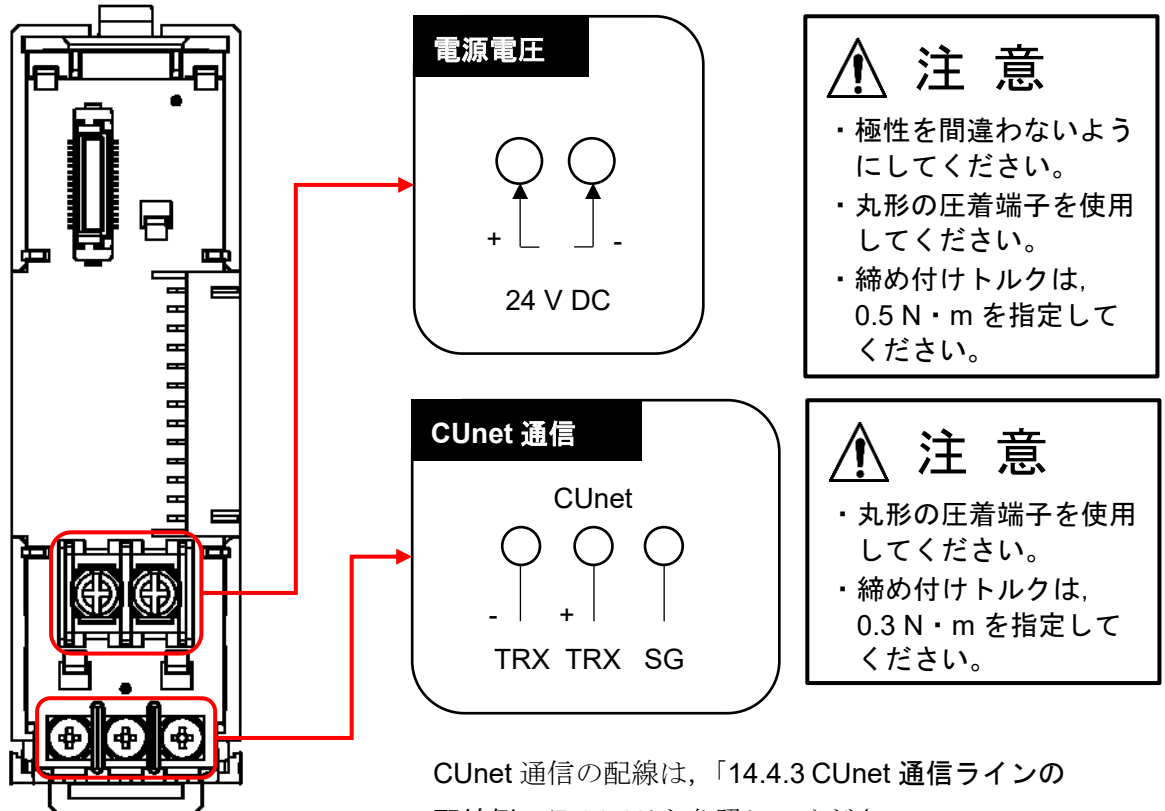 電源電圧
+ -
24 V DC
注 意
・極性を間違わないよう
にしてください。
・丸形の圧着端子を使用
してください。
・締め付けトルクは,
0.5 N・m を指定して
ください。
CUnet 通信
CUnet
- +
TRX TRX SG
注 意
・丸形の圧着端子を使用
してください。
・締め付けトルクは,
0.3 N・m を指定して
ください。
CUnet 通信の配線は,「14.4.3 CUnet 通信ラインの